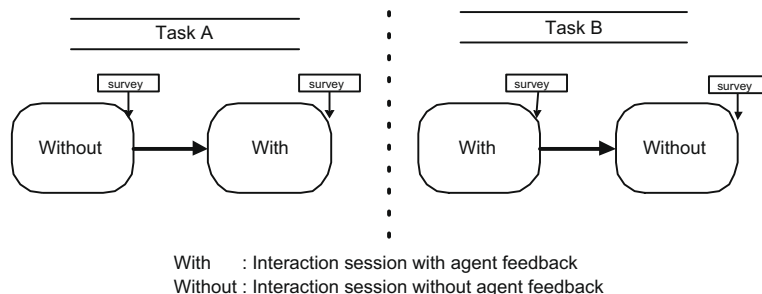 Task A
Task B
survey
survey
survey
survey
Without
With
With
Without
With : Interaction session with agent feedback
Without : Interaction session without agent feedback